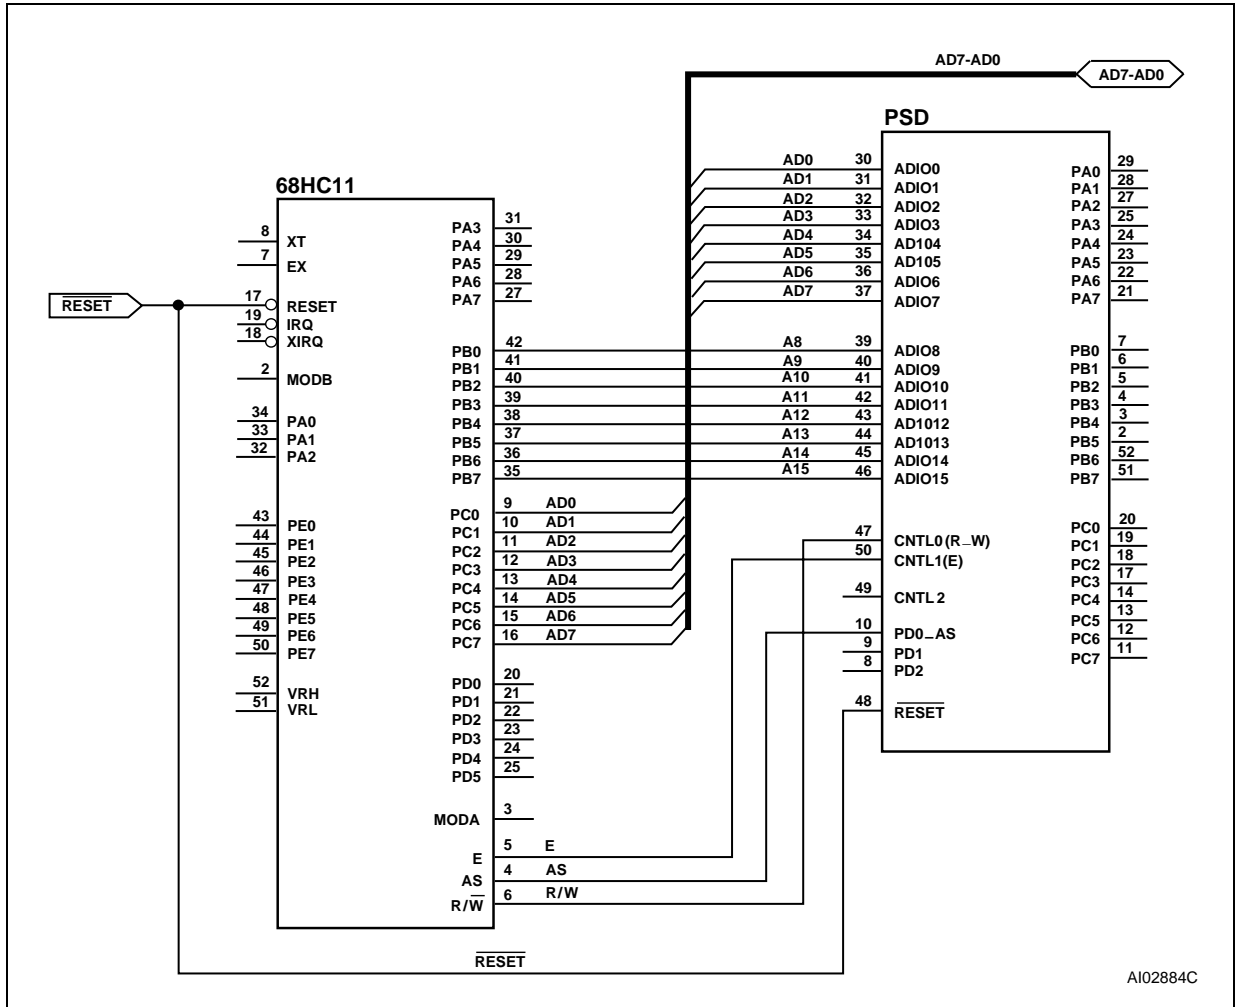 AD7-AD0
AD7-AD0
PSD
68HC11
RESET
8 XT
7 EX
17 RESET
19 IRQ
18 XIRQ
2 MODB
34 PA0
33 PA1
32 PA2
43 PE0
44 PE1
45 PE2
46 PE3
47 PE4
48 PE5
49 PE6
50 PE7
52 VRH
51 VRL
PA3 31
PA4 30
PA5 29
PA6 28
PA7 27
PB0 42
PB1 41
PB2 40
PB3 39
PB4 38
PB5 37
PB6 36
PB7 35
PC0 9 AD0
PC1 10 AD1
PC2 11 AD2
PC3 12 AD3
PC4 13 AD4
PC5 14 AD5
PC6 15 AD6
PC7 16 AD7
PD0 20
PD1 21
PD2 22
PD3 23
PD4 24
PD5 25
MODA 3
E 5 E
AS 4 AS
R/W 6 R/W
AD0 30 ADIO0
AD1 31 ADIO1
AD2 32 ADIO2
AD3 33 ADIO3
AD4 34 AD104
AD5 35 AD105
AD6 36 ADIO6
AD7 37 ADIO7
A8 39 ADIO8
A9 40 ADIO9
A10 41 ADIO10
A11 42 ADIO11
A12 43 AD1012
A13 44 AD1013
A14 45 ADIO14
A15 46 ADIO15
47 CNTL0(R_W)
50 CNTL1(E)
49 CNTL2
10 PD0_AS
9 PD1
8 PD2
48 RESET
PA0 29
PA1 28
PA2 27
PA3 25
PA4 24
PA5 23
PA6 22
PA7 21
PB0 7
PB1 6
PB2 5
PB3 4
PB4 3
PB5 2
PB6 52
PB7 51
PC0 20
PC1 19
PC2 18
PC3 17
PC4 14
PC5 13
PC6 12
PC7 11
RESET
AI02884C